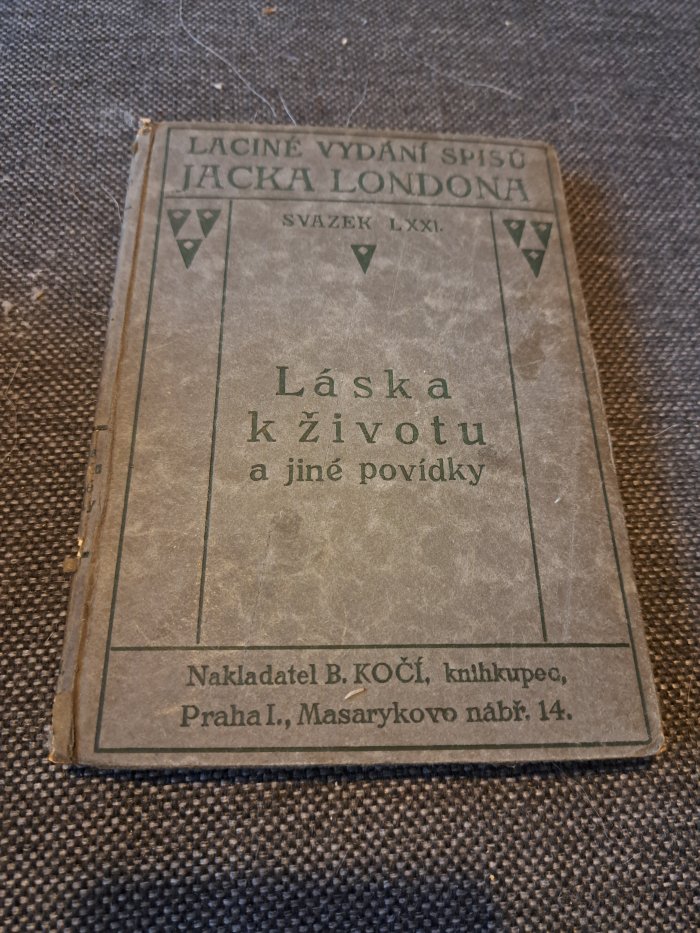 LACINÉ VYDÁNÍ SPISŮ
JACKA LONDONA
SVAZEK LXXI.
Láska
k životu
a jiné povídky
Nakladatel B. KOČÍ, knihkupec,
Praha I., Masarykovo nábř. 14.